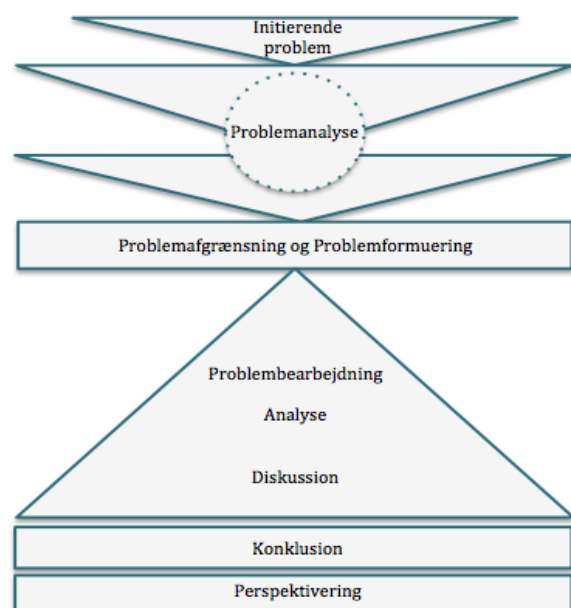 Initierende
problem
Problemanalyse
Problemafgrænsning og Problemformuering
Problembearbejdning
Analyse
Diskussion
Konklusion
Perspektivering